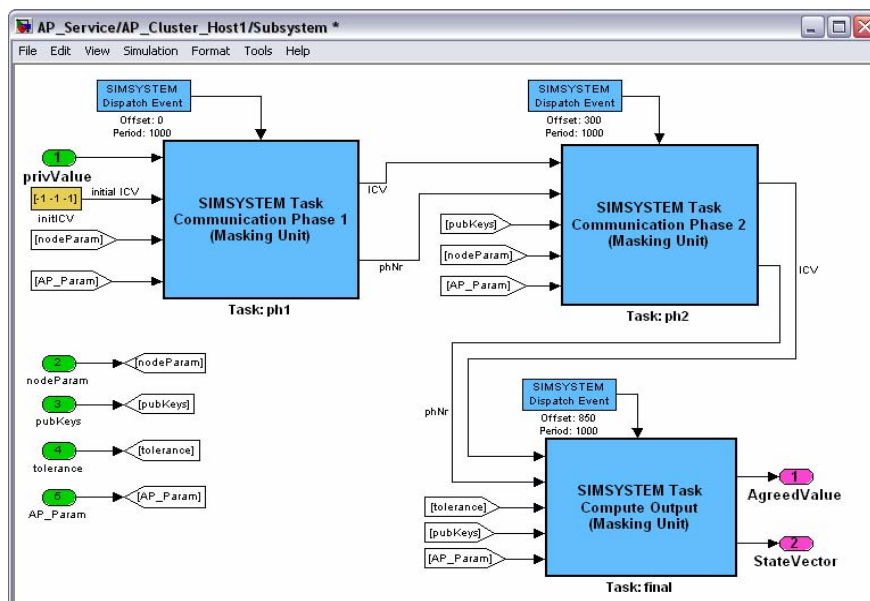 AP_Service/AP_Cluster_Host1/Subsystem *
File Edit View Simulation Format Tools Help
SIMSYSTEM
Dispatch Event
Offset: 0
Period: 1000
1
privValue
[-1 -1 -1]
initICV
initial ICV
[nodeParam]
[AP_Param]
SIMSYSTEM Task
Communication Phase 1
(Masking Unit)
Task: ph1
ICV
phNr
SIMSYSTEM
Dispatch Event
Offset: 300
Period: 1000
[pubKeys]
[nodeParam]
[AP_Param]
SIMSYSTEM Task
Communication Phase 2
(Masking Unit)
Task: ph2
ICV
phNr
2
nodeParam
[nodeParam]
3
pubKeys
[pubKeys]
4
tolerance
[tolerance]
5
AP_Param
[AP_Param]
SIMSYSTEM
Dispatch Event
Offset: 850
Period: 1000
[tolerance]
[pubKeys]
[AP_Param]
SIMSYSTEM Task
Compute Output
(Masking Unit)
Task: final
1
AgreedValue
2
StateVector